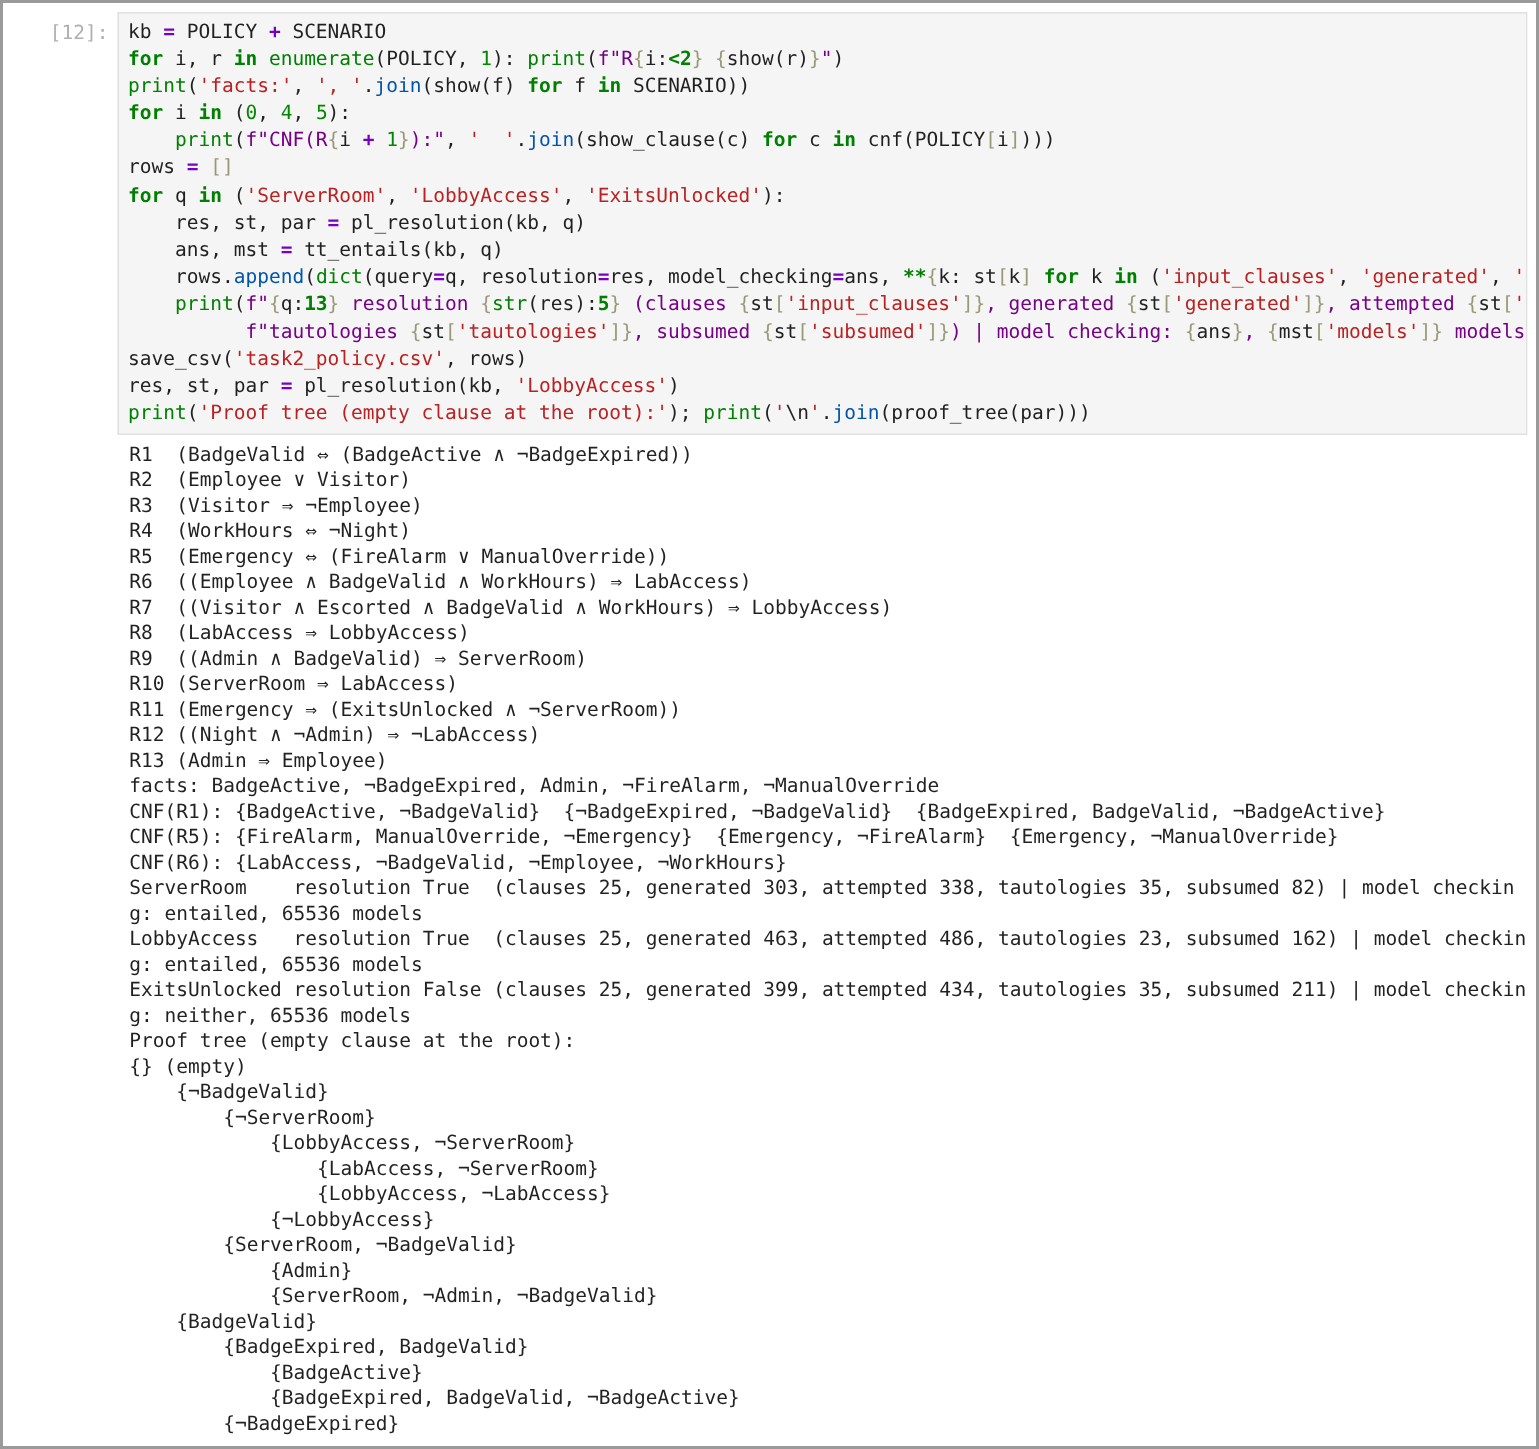 [12]: kb = POLICY + SCENARIO
for i, r in enumerate(POLICY, 1): print(f"R{i:<2} {show(r)}")
print('facts:', ', '.join(show(f) for f in SCENARIO))
for i in (0, 4, 5):
    print(f"CNF(R{i + 1}):", '  '.join(show_clause(c) for c in cnf(POLICY[i])))
rows = []
for q in ('ServerRoom', 'LobbyAccess', 'ExitsUnlocked'):
    res, st, par = pl_resolution(kb, q)
    ans, mst = tt_entails(kb, q)
    rows.append(dict(query=q, resolution=res, model_checking=ans, **{k: st[k] for k in ('input_clauses', 'generated', '
    print(f"{q:13} resolution {str(res):5} (clauses {st['input_clauses']}, generated {st['generated']}, attempted {st['
          f"tautologies {st['tautologies']}, subsumed {st['subsumed']}) | model checking: {ans}, {mst['models']} models
save_csv('task2_policy.csv', rows)
res, st, par = pl_resolution(kb, 'LobbyAccess')
print('Proof tree (empty clause at the root):'); print('\n'.join(proof_tree(par)))
R1  (BadgeValid ⇔ (BadgeActive ∧ ¬BadgeExpired))
R2  (Employee ∨ Visitor)
R3  (Visitor ⇒ ¬Employee)
R4  (WorkHours ⇔ ¬Night)
R5  (Emergency ⇔ (FireAlarm ∨ ManualOverride))
R6  ((Employee ∧ BadgeValid ∧ WorkHours) ⇒ LabAccess)
R7  ((Visitor ∧ Escorted ∧ BadgeValid ∧ WorkHours) ⇒ LobbyAccess)
R8  (LabAccess ⇒ LobbyAccess)
R9  ((Admin ∧ BadgeValid) ⇒ ServerRoom)
R10 (ServerRoom ⇒ LabAccess)
R11 (Emergency ⇒ (ExitsUnlocked ∧ ¬ServerRoom))
R12 ((Night ∧ ¬Admin) ⇒ ¬LabAccess)
R13 (Admin ⇒ Employee)
facts: BadgeActive, ¬BadgeExpired, Admin, ¬FireAlarm, ¬ManualOverride
CNF(R1): {BadgeActive, ¬BadgeValid}  {¬BadgeExpired, ¬BadgeValid}  {BadgeExpired, BadgeValid, ¬BadgeActive}
CNF(R5): {FireAlarm, ManualOverride, ¬Emergency}  {Emergency, ¬FireAlarm}  {Emergency, ¬ManualOverride}
CNF(R6): {LabAccess, ¬BadgeValid, ¬Employee, ¬WorkHours}
ServerRoom    resolution True  (clauses 25, generated 303, attempted 338, tautologies 35, subsumed 82) | model checkin
g: entailed, 65536 models
LobbyAccess   resolution True  (clauses 25, generated 463, attempted 486, tautologies 23, subsumed 162) | model checkin
g: entailed, 65536 models
ExitsUnlocked resolution False (clauses 25, generated 399, attempted 434, tautologies 35, subsumed 211) | model checkin
g: neither, 65536 models
Proof tree (empty clause at the root):
{} (empty)
    {¬BadgeValid}
        {¬ServerRoom}
            {LobbyAccess, ¬ServerRoom}
                {LabAccess, ¬ServerRoom}
                {LobbyAccess, ¬LabAccess}
            {¬LobbyAccess}
        {ServerRoom, ¬BadgeValid}
            {Admin}
            {ServerRoom, ¬Admin, ¬BadgeValid}
    {BadgeValid}
        {BadgeExpired, BadgeValid}
            {BadgeActive}
            {BadgeExpired, BadgeValid, ¬BadgeActive}
        {¬BadgeExpired}